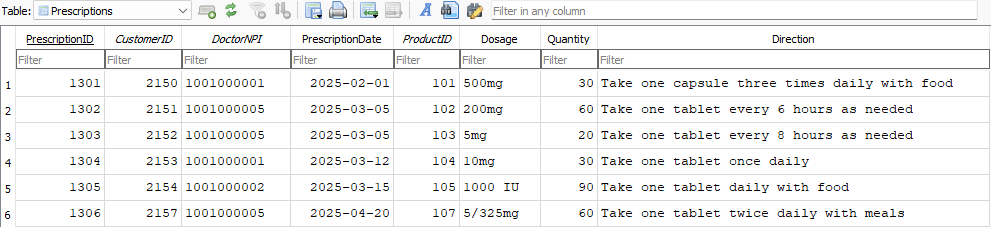 Table: Prescriptions Filter in any column
PrescriptionID CustomerID DoctorNPI PrescriptionDate ProductID Dosage Quantity Direction
Filter Filter Filter Filter Filter Filter Filter Filter
1 1301 2150 1001000001 2025-02-01 101 500mg 30 Take one capsule three times daily with food
2 1302 2151 1001000005 2025-03-05 102 200mg 60 Take one tablet every 6 hours as needed
3 1303 2152 1001000005 2025-03-05 103 5mg 20 Take one tablet every 8 hours as needed
4 1304 2153 1001000001 2025-03-12 104 10mg 30 Take one tablet once daily
5 1305 2154 1001000002 2025-03-15 105 1000 IU 90 Take one tablet daily with food
6 1306 2157 1001000005 2025-04-20 107 5/325mg 60 Take one tablet twice daily with meals